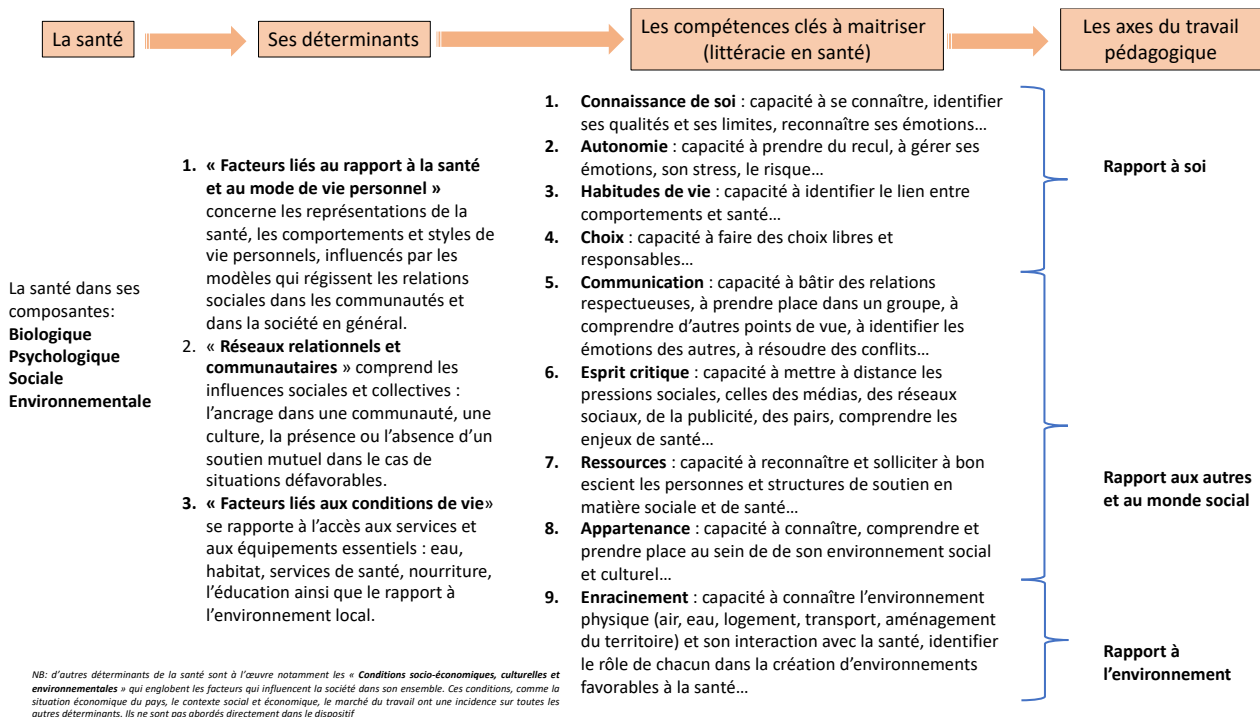 La santé
Ses déterminants
Les compétences clés à maitriser
(littéracie en santé)
Les axes du travail
pédagogique
La santé dans ses
composantes:
Biologique
Psychologique
Sociale
Environnementale
1. « Facteurs liés au rapport à la santé
et au mode de vie personnel »
concerne les représentations de la
santé, les comportements et styles de
vie personnels, influencés par les
modèles qui régissent les relations
sociales dans les communautés et
dans la société en général.
2. « Réseaux relationnels et
communautaires » comprend les
influences sociales et collectives :
l’ancrage dans une communauté, une
culture, la présence ou l’absence d’un
soutien mutuel dans le cas de
situations défavorables.
3. « Facteurs liés aux conditions de vie»
se rapporte à l’accès aux services et
aux équipements essentiels : eau,
habitat, services de santé, nourriture,
l’éducation ainsi que le rapport à
l’environnement local.
1. Connaissance de soi : capacité à se connaître, identifier
ses qualités et ses limites, reconnaître ses émotions…
2. Autonomie : capacité à prendre du recul, à gérer ses
émotions, son stress, le risque…
3. Habitudes de vie : capacité à identifier le lien entre
comportements et santé…
4. Choix : capacité à faire des choix libres et
responsables…
5. Communication : capacité à bâtir des relations
respectueuses, à prendre place dans un groupe, à
comprendre d’autres points de vue, à identifier les
émotions des autres, à résoudre des conflits…
6. Esprit critique : capacité à mettre à distance les
pressions sociales, celles des médias, des réseaux
sociaux, de la publicité, des pairs, comprendre les
enjeux de santé…
7. Ressources : capacité à reconnaître et solliciter à bon
escient les personnes et structures de soutien en
matière sociale et de santé…
8. Appartenance : capacité à connaître, comprendre et
prendre place au sein de de son environnement social
et culturel…
9. Enracinement : capacité à connaître l’environnement
physique (air, eau, logement, transport, aménagement
du territoire) et son interaction avec la santé, identifier
le rôle de chacun dans la création d’environnements
favorables à la santé…
Rapport à soi
Rapport aux autres
et au monde social
Rapport à
l’environnement
NB: d’autres déterminants de la santé sont à l’œuvre notamment les « Conditions socio-économiques, culturelles et
environnementales » qui englobent les facteurs qui influencent la société dans son ensemble. Ces conditions, comme la
situation économique du pays, le contexte social et économique, le marché du travail ont une incidence sur toutes les
autres déterminants. Ils ne sont pas abordés directement dans le dispositif